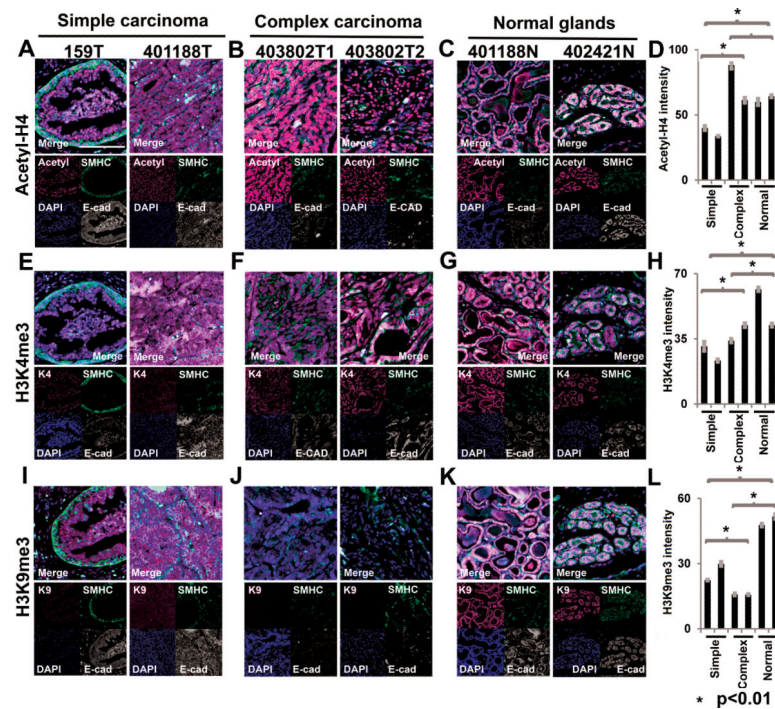 Simple carcinoma Complex carcinoma Normal glands
A 159T 401188T B 403802T1 403802T2 C 401188N 402421N D
Acetyl-H4
Merge Merge Merge Merge Merge Merge
Acetyl SMHC Acetyl SMHC Acetyl SMHC Acetyl SMHC Acetyl SMHC Acetyl SMHC
DAPI E-cad DAPI E-cad DAPI E-cad DAPI E-CAD DAPI E-cad DAPI E-cad
Acetyl-H4 intensity
100
50
0
* * *
Simple
Complex
Normal
E F G H
H3K4me3
Merge Merge Merge Merge Merge Merge
K4 SMHC K4 SMHC K4 SMHC K4 SMHC K4 SMHC K4 SMHC
DAPI E-cad DAPI E-cad DAPI E-CAD DAPI E-cad DAPI E-cad DAPI E-cad
H3K4me3 intensity
70
35
0
* * *
Simple
Complex
Normal
I J K L
H3K9me3
Merge Merge Merge Merge Merge Merge
K9 SMHC K9 SMHC K9 SMHC K9 SMHC K9 SMHC K9 SMHC
DAPI E-cad DAPI E-cad DAPI E-cad DAPI E-cad DAPI E-cad DAPI E-cad
H3K9me3 intensity
60
30
0
* * *
Simple
Complex
Normal
* p<0.01